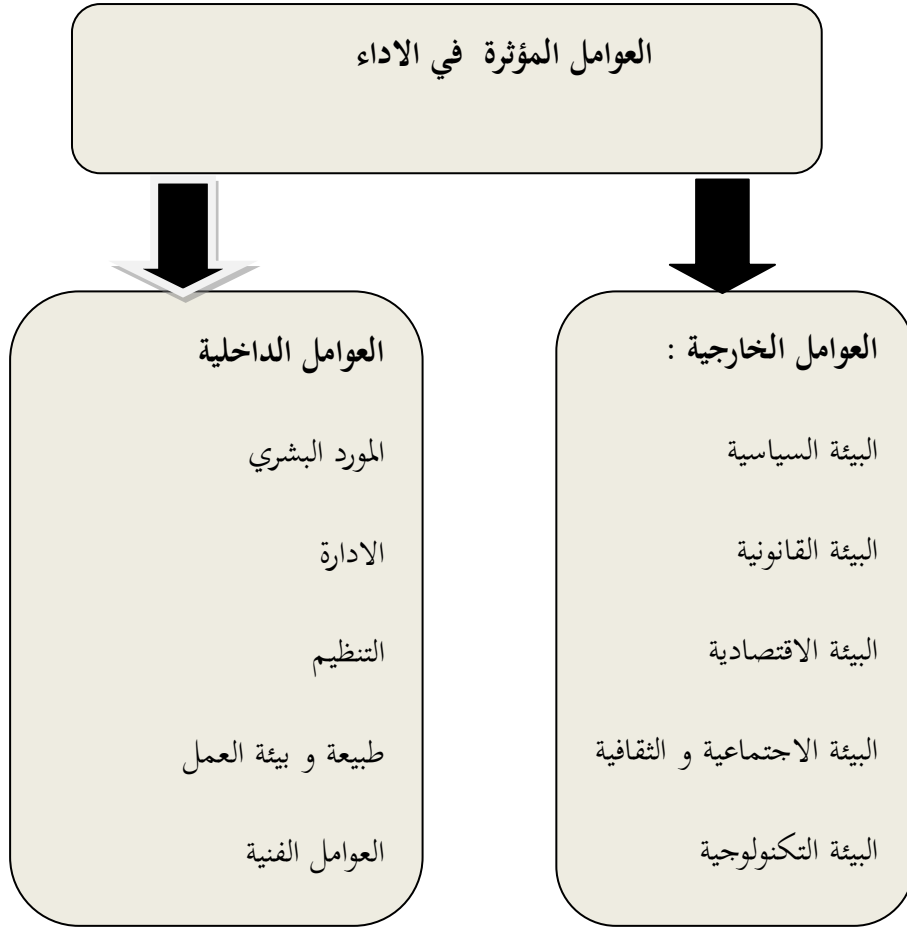 العوامل المؤثرة في الاداء
العوامل الخارجية :
البيئة السياسية
البيئة القانونية
البيئة الاقتصادية
البيئة الاجتماعية و الثقافية
البيئة التكنولوجية
العوامل الداخلية
المورد البشري
الادارة
التنظيم
طبيعة و بيئة العمل
العوامل الفنية